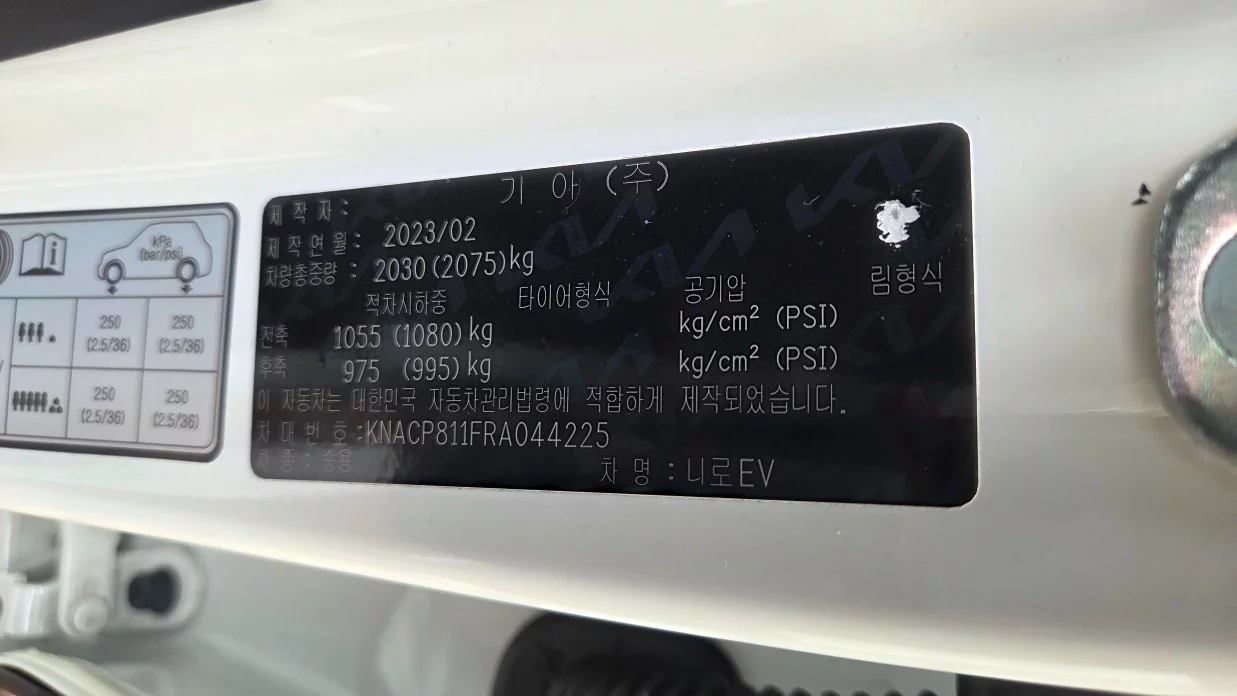 kPa
(bar/psi)
250 250
(2.5/36) (2.5/36)
250 250
(2.5/36) (2.5/36)
제작자 : 기 아 (주)
제작연월 : 2023/02
차량총중량 : 2030 (2075)kg
적차시하중 타이어형식 공기압 림형식
전축 1055 (1080)kg kg/cm² (PSI)
후축 975 (995)kg kg/cm² (PSI)
이 자동차는 대한민국 자동차관리법령에 적합하게 제작되었습니다.
차대번호 :KNACP811FRA044225
차종 : 승용 차 명 : 니로EV